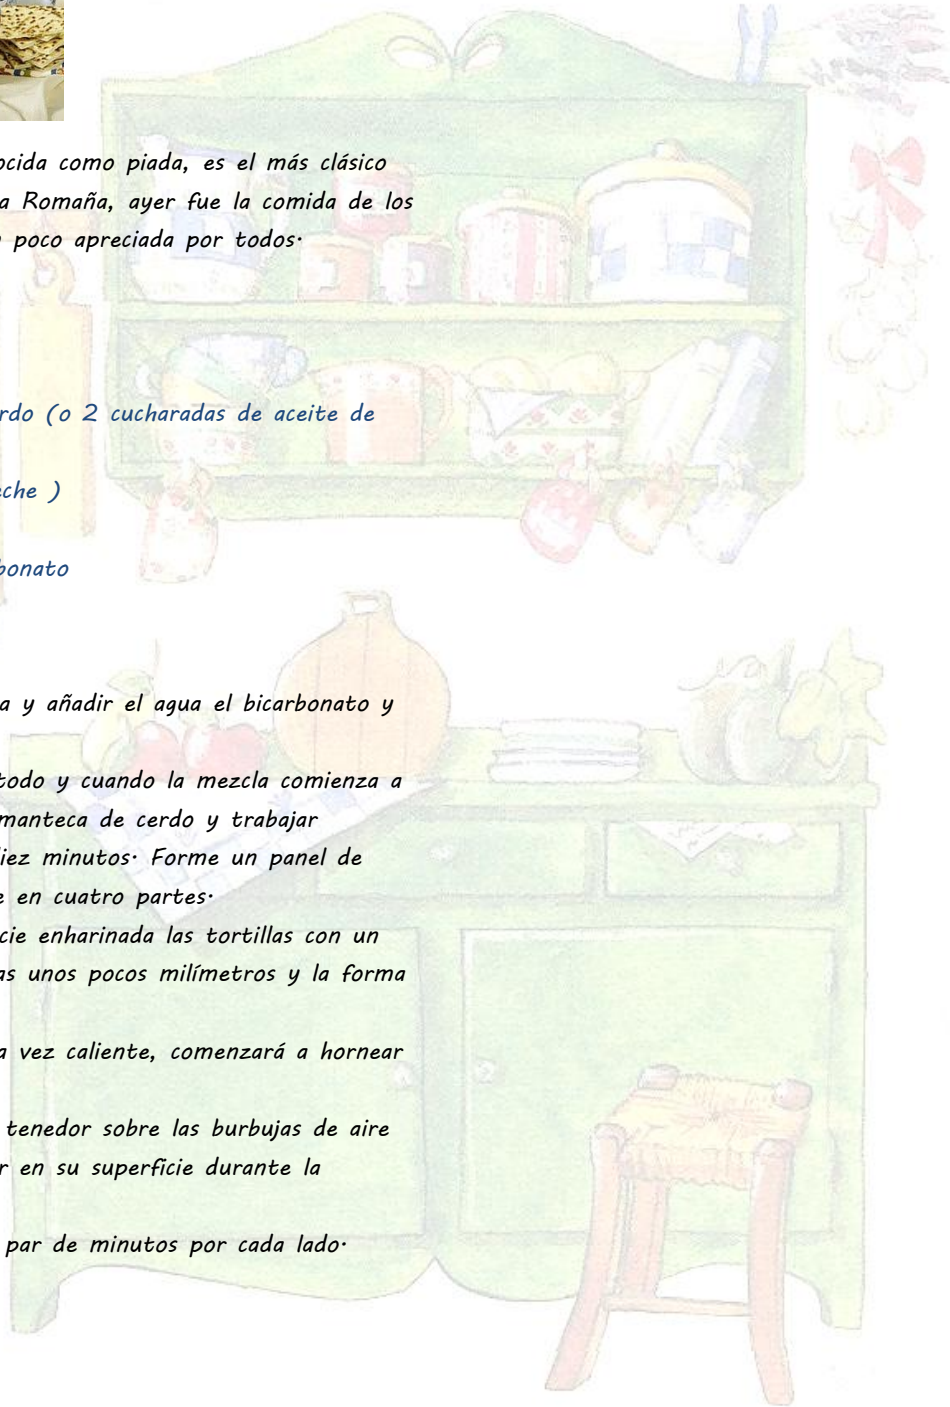 ocida como piada, es el más clásico
a Romaña, ayer fue la comida de los
poco apreciada por todos·
rdo (o 2 cucharadas de aceite de
eche )
bonato
a y añadir el agua el bicarbonato y
todo y cuando la mezcla comienza a
manteca de cerdo y trabajar
diez minutos· Forme un panel de
e en cuatro partes·
cie enharinada las tortillas con un
as unos pocos milímetros y la forma
a vez caliente, comenzará a hornear
tenedor sobre las burbujas de aire
r en su superficie durante la
par de minutos por cada lado·